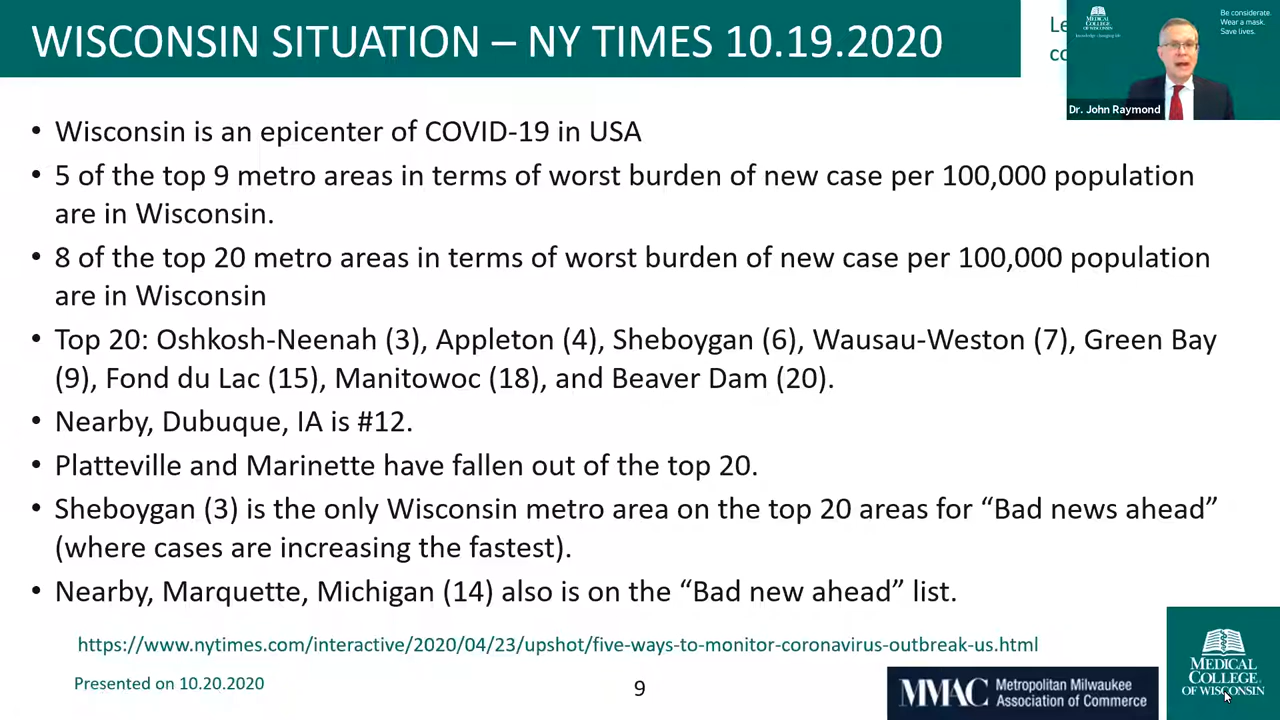 WISCONSIN SITUATION – NY TIMES 10.19.2020
Le
co
MEDICAL
COLLEGE
OF WISCONSIN
knowledge changing life
Be considerate.
Wear a mask.
Save lives.
Dr. John Raymond
• Wisconsin is an epicenter of COVID-19 in USA
• 5 of the top 9 metro areas in terms of worst burden of new case per 100,000 population
are in Wisconsin.
• 8 of the top 20 metro areas in terms of worst burden of new case per 100,000 population
are in Wisconsin
• Top 20: Oshkosh-Neenah (3), Appleton (4), Sheboygan (6), Wausau-Weston (7), Green Bay
(9), Fond du Lac (15), Manitowoc (18), and Beaver Dam (20).
• Nearby, Dubuque, IA is #12.
• Platteville and Marinette have fallen out of the top 20.
• Sheboygan (3) is the only Wisconsin metro area on the top 20 areas for “Bad news ahead”
(where cases are increasing the fastest).
• Nearby, Marquette, Michigan (14) also is on the “Bad new ahead” list.
https://www.nytimes.com/interactive/2020/04/23/upshot/five-ways-to-monitor-coronavirus-outbreak-us.html
Presented on 10.20.2020
9
MMAC Metropolitan Milwaukee
Association of Commerce
MEDICAL
COLLEGE
OF WISCONSIN